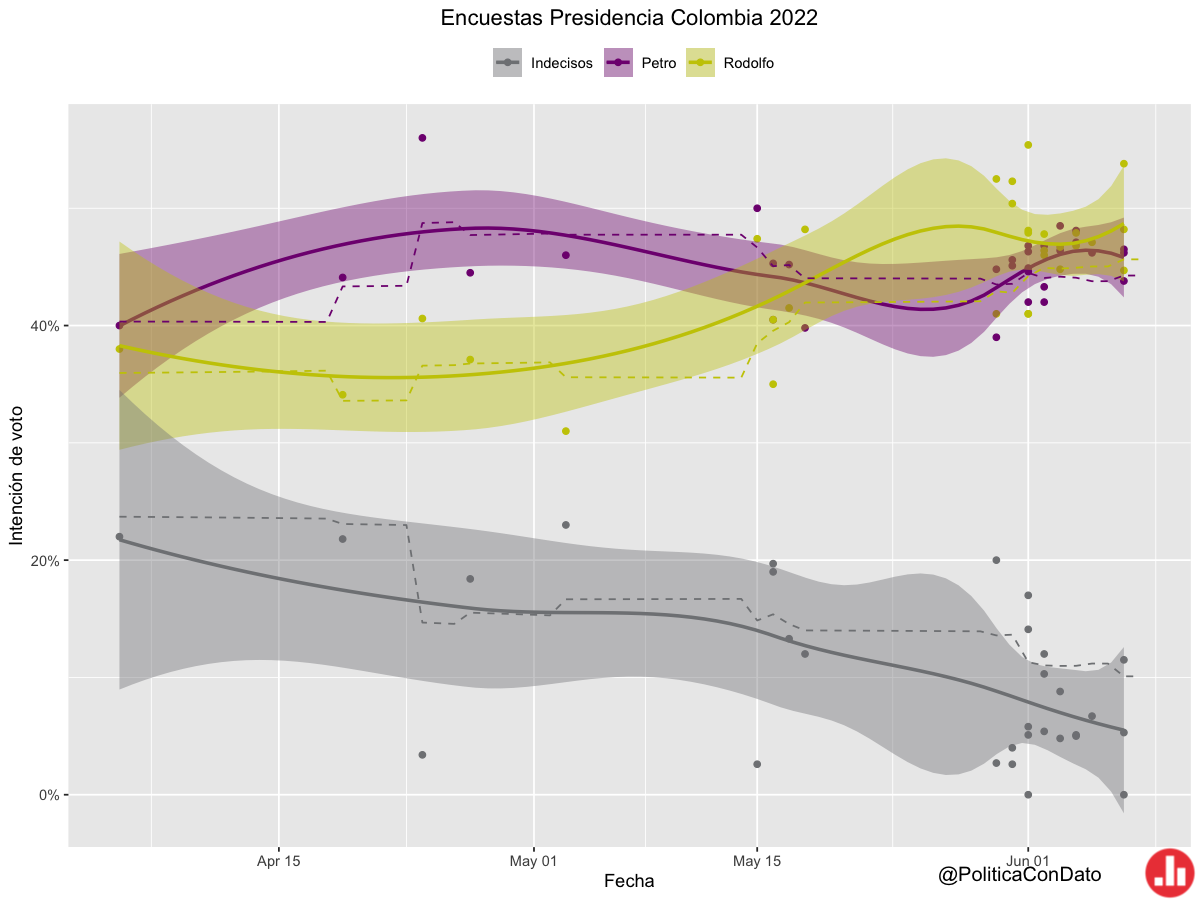 Encuestas Presidencia Colombia 2022
Indecisos Petro Rodolfo
Intención de voto
40%
20%
0%
Apr 15 May 01 May 15 Jun 01
Fecha
@PoliticaConDato